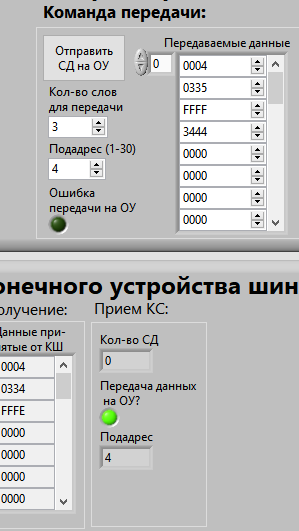 Команда передачи:
Отправить
СД на ОУ
Передаваемые данные
0
0004
0335
FFFF
3444
0000
0000
0000
0000
Кол-во слов
для передачи
3
Подадрес (1-30)
4
Ошибка
передачи на ОУ
онечного устройства шин
олучение:
Прием КС:
Данные при-
нятые от КШ
0004
0334
FFFE
0000
0000
0000
0000
Кол-во СД
0
Передача данных
на ОУ?
Подадрес
4